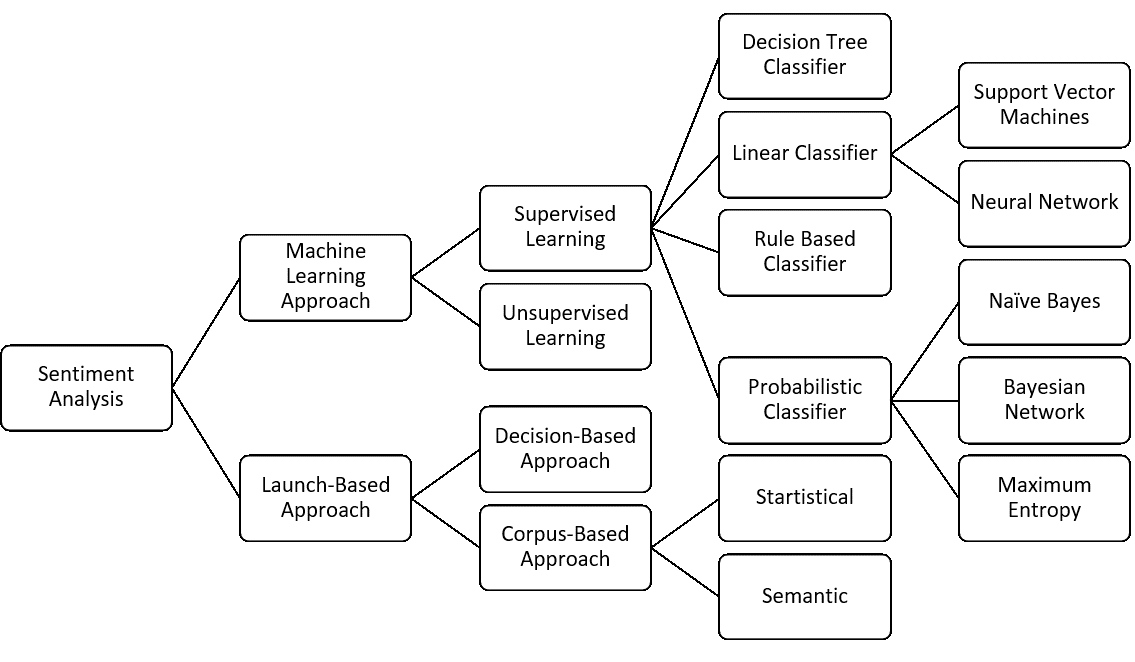 Sentiment
Analysis
Machine
Learning
Approach
Launch-Based
Approach
Supervised
Learning
Unsupervised
Learning
Decision-Based
Approach
Corpus-Based
Approach
Decision Tree
Classifier
Linear Classifier
Rule Based
Classifier
Probabilistic
Classifier
Startistical
Semantic
Support Vector
Machines
Neural Network
Naïve Bayes
Bayesian
Network
Maximum
Entropy